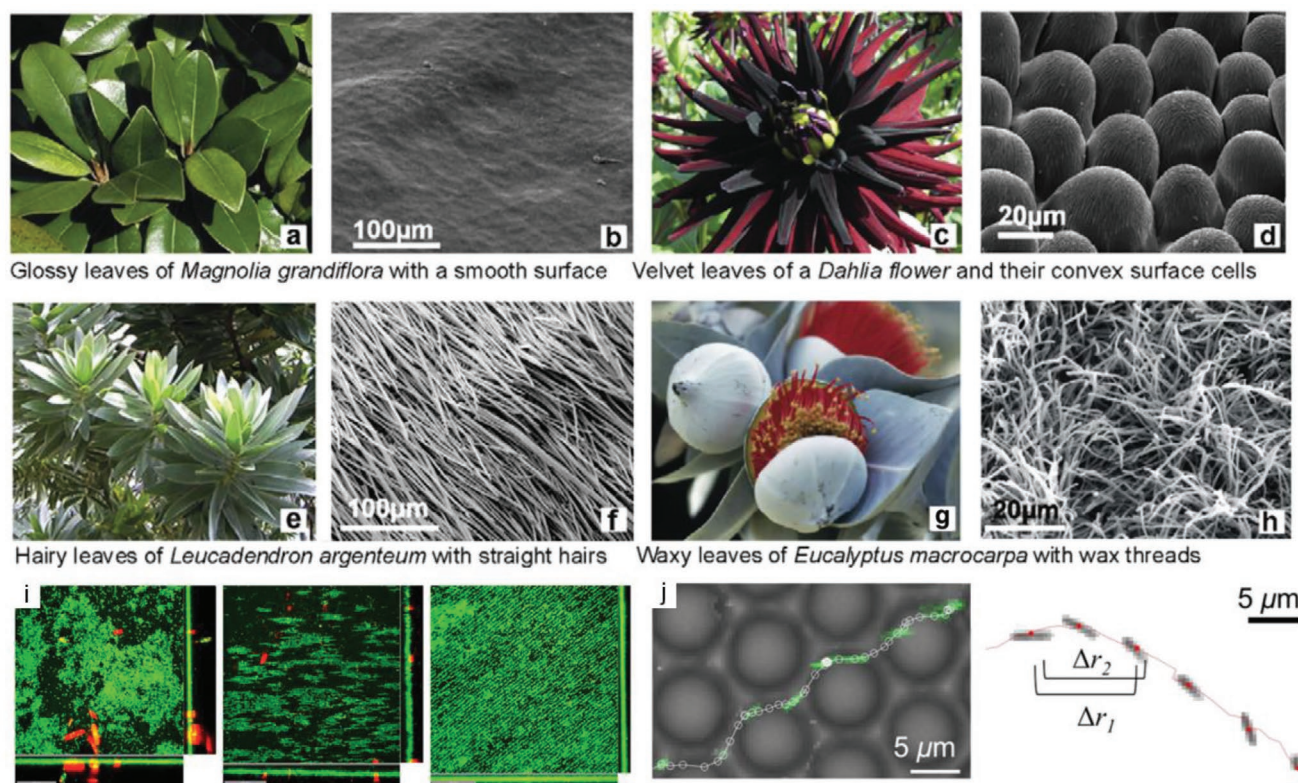 a
100µm
b
c
20µm
d
Glossy leaves of Magnolia grandiflora with a smooth surface
Velvet leaves of a Dahlia flower and their convex surface cells
e
100µm
f
g
20µm
h
Hairy leaves of Leucadendron argenteum with straight hairs
Waxy leaves of Eucalyptus macrocarpa with wax threads
i
j
5 µm
5 µm
Δr2
Δr1